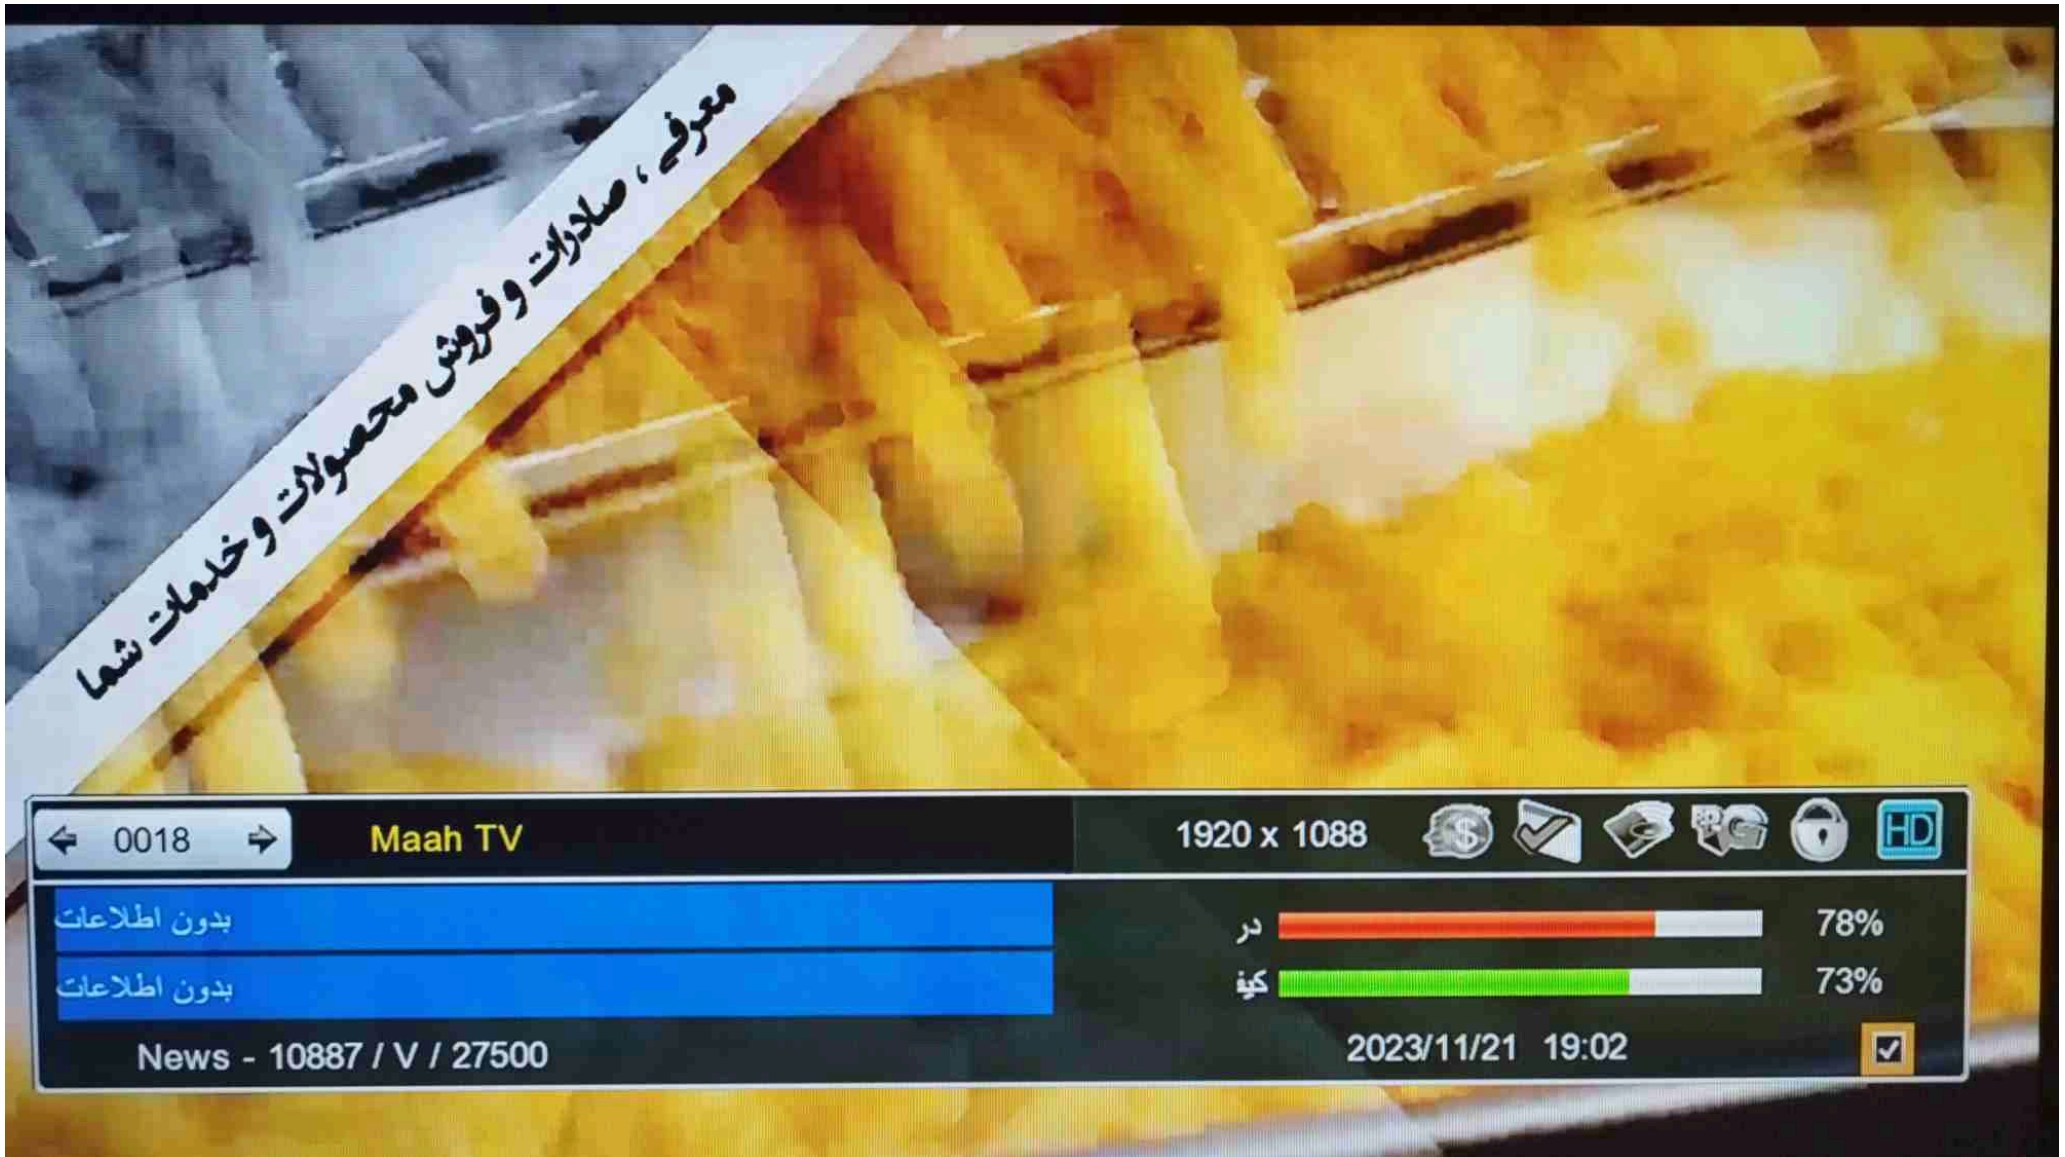 معرفی ، صادرات و فروش محصولات و خدمات شما
0018 Maah TV 1920 x 1088 HD
بدون اطلاعات
در 78%
بدون اطلاعات
کیف 73%
News - 10887 / V / 27500
2023/11/21 19:02